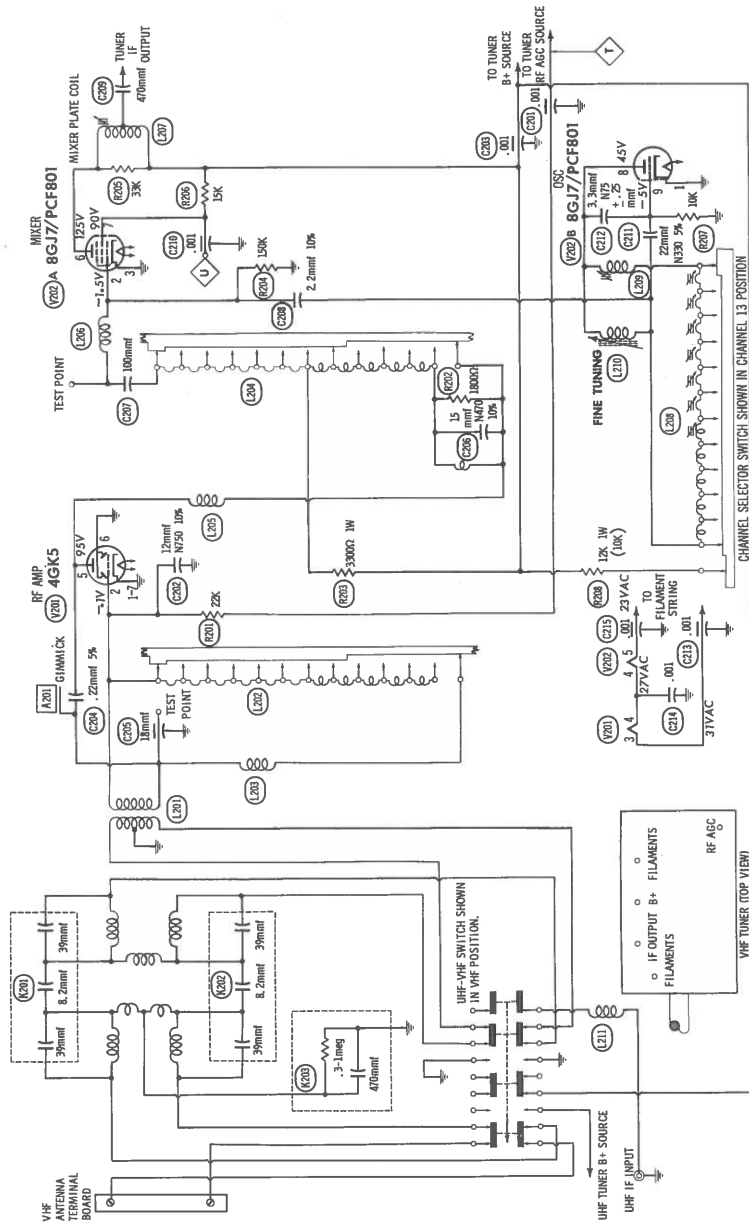 VHF
ANTENNA
TERMINAL
BOARD
K201
39mmf
8.2mmf
39mmf
K202
39mmf
8.2mmf
39mmf
K203
.3-1meg
470mmf
UHF-VHF SWITCH SHOWN
IN VHF POSITION.
UHF TUNER B+ SOURCE
UHF IF INPUT
L211
A201
GIMMICK
C204
.22mmf 5%
L201
C205
18mmf
TEST
POINT
L203
L202
RF AMP
V201 4GK5
95V
5
6
-.1V
2
1-7
12mmf
N750 10%
C202
R201
22K
L205
TEST POINT
C207
100mmf
L206
L204
MIXER
V202 A 8GJ7/PCF801
125V
90V
6
7
-1.5V
2
3
MIXER PLATE COIL
L207
R205
33K
C209
470mmf
TUNER
IF
OUTPUT
R206
15K
C210
.001
U
150K
R204
C208
2.2mmf 10%
R202
1800Ω
15
mmf
N470
10%
C206
R203
3300Ω 1W
C203
.001
C201
.001
TO TUNER
B+ SOURCE
TO TUNER
RF AGC SOURCE
T
OSC
V202 B 8GJ7/PCF801
8
45V
9
1
3.3mmf
N75
+.25
mmf
-5V
C212
C211
22mmf
N330 5%
10K
R207
FINE TUNING
L210
L209
L208
R208
12K 1W
(10K)
CHANNEL SELECTOR SWITCH SHOWN IN CHANNEL 13 POSITION
V201
3
4
V202
4
5
27VAC
C214
.001
C215
.001
23VAC
TO
FILAMENT
STRING
C213
.001
31VAC
IF OUTPUT B+ FILAMENTS
FILAMENTS
RF AGC
VHF TUNER (TOP VIEW)